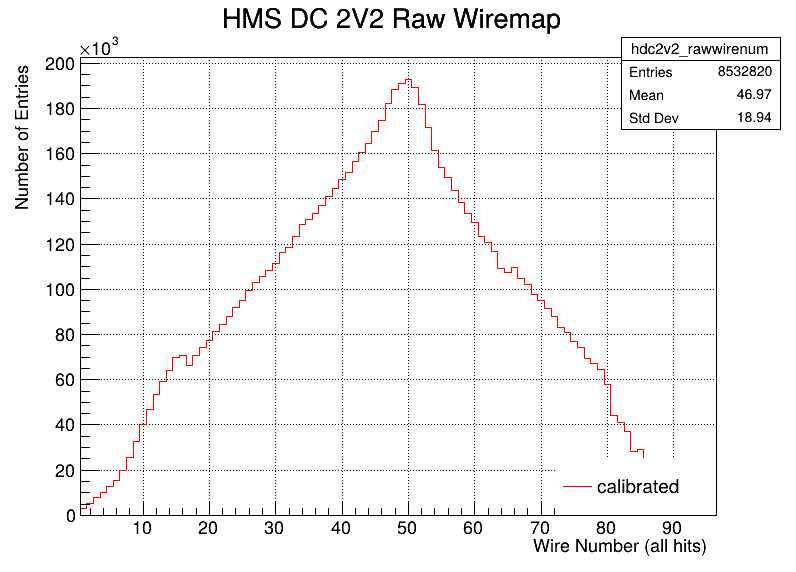 HMS DC 2V2 Raw Wiremap
×10³
hdc2v2_rawwirenum
Entries 8532820
Mean 46.97
Std Dev 18.94
Number of Entries
200
180
160
140
120
100
80
60
40
20
0
calibrated
10 20 30 40 50 60 70 80 90
Wire Number (all hits)